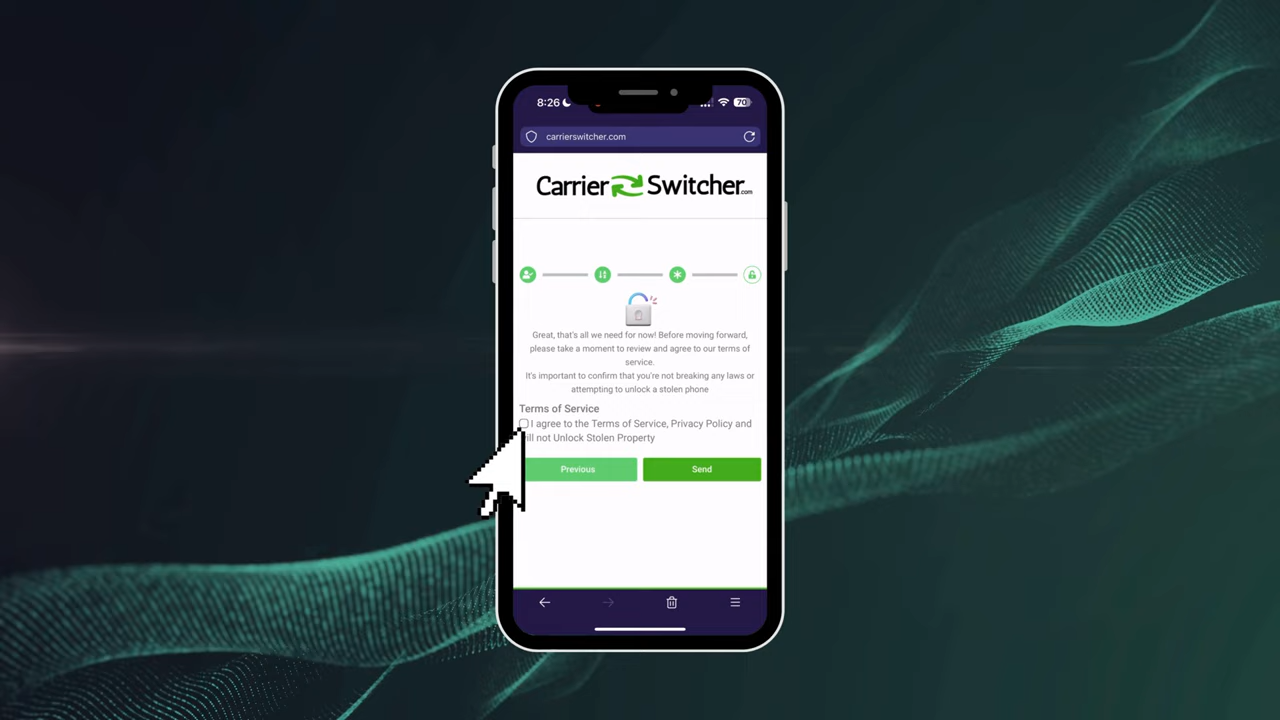 8:26
70
carrierswitcher.com
Carrier Switcher.com
Great, that's all we need for now! Before moving forward,
please take a moment to review and agree to our terms of
service.
It's important to confirm that you're not breaking any laws or
attempting to unlock a stolen phone
Terms of Service
I agree to the Terms of Service, Privacy Policy and
not Unlock Stolen Property
Previous
Send